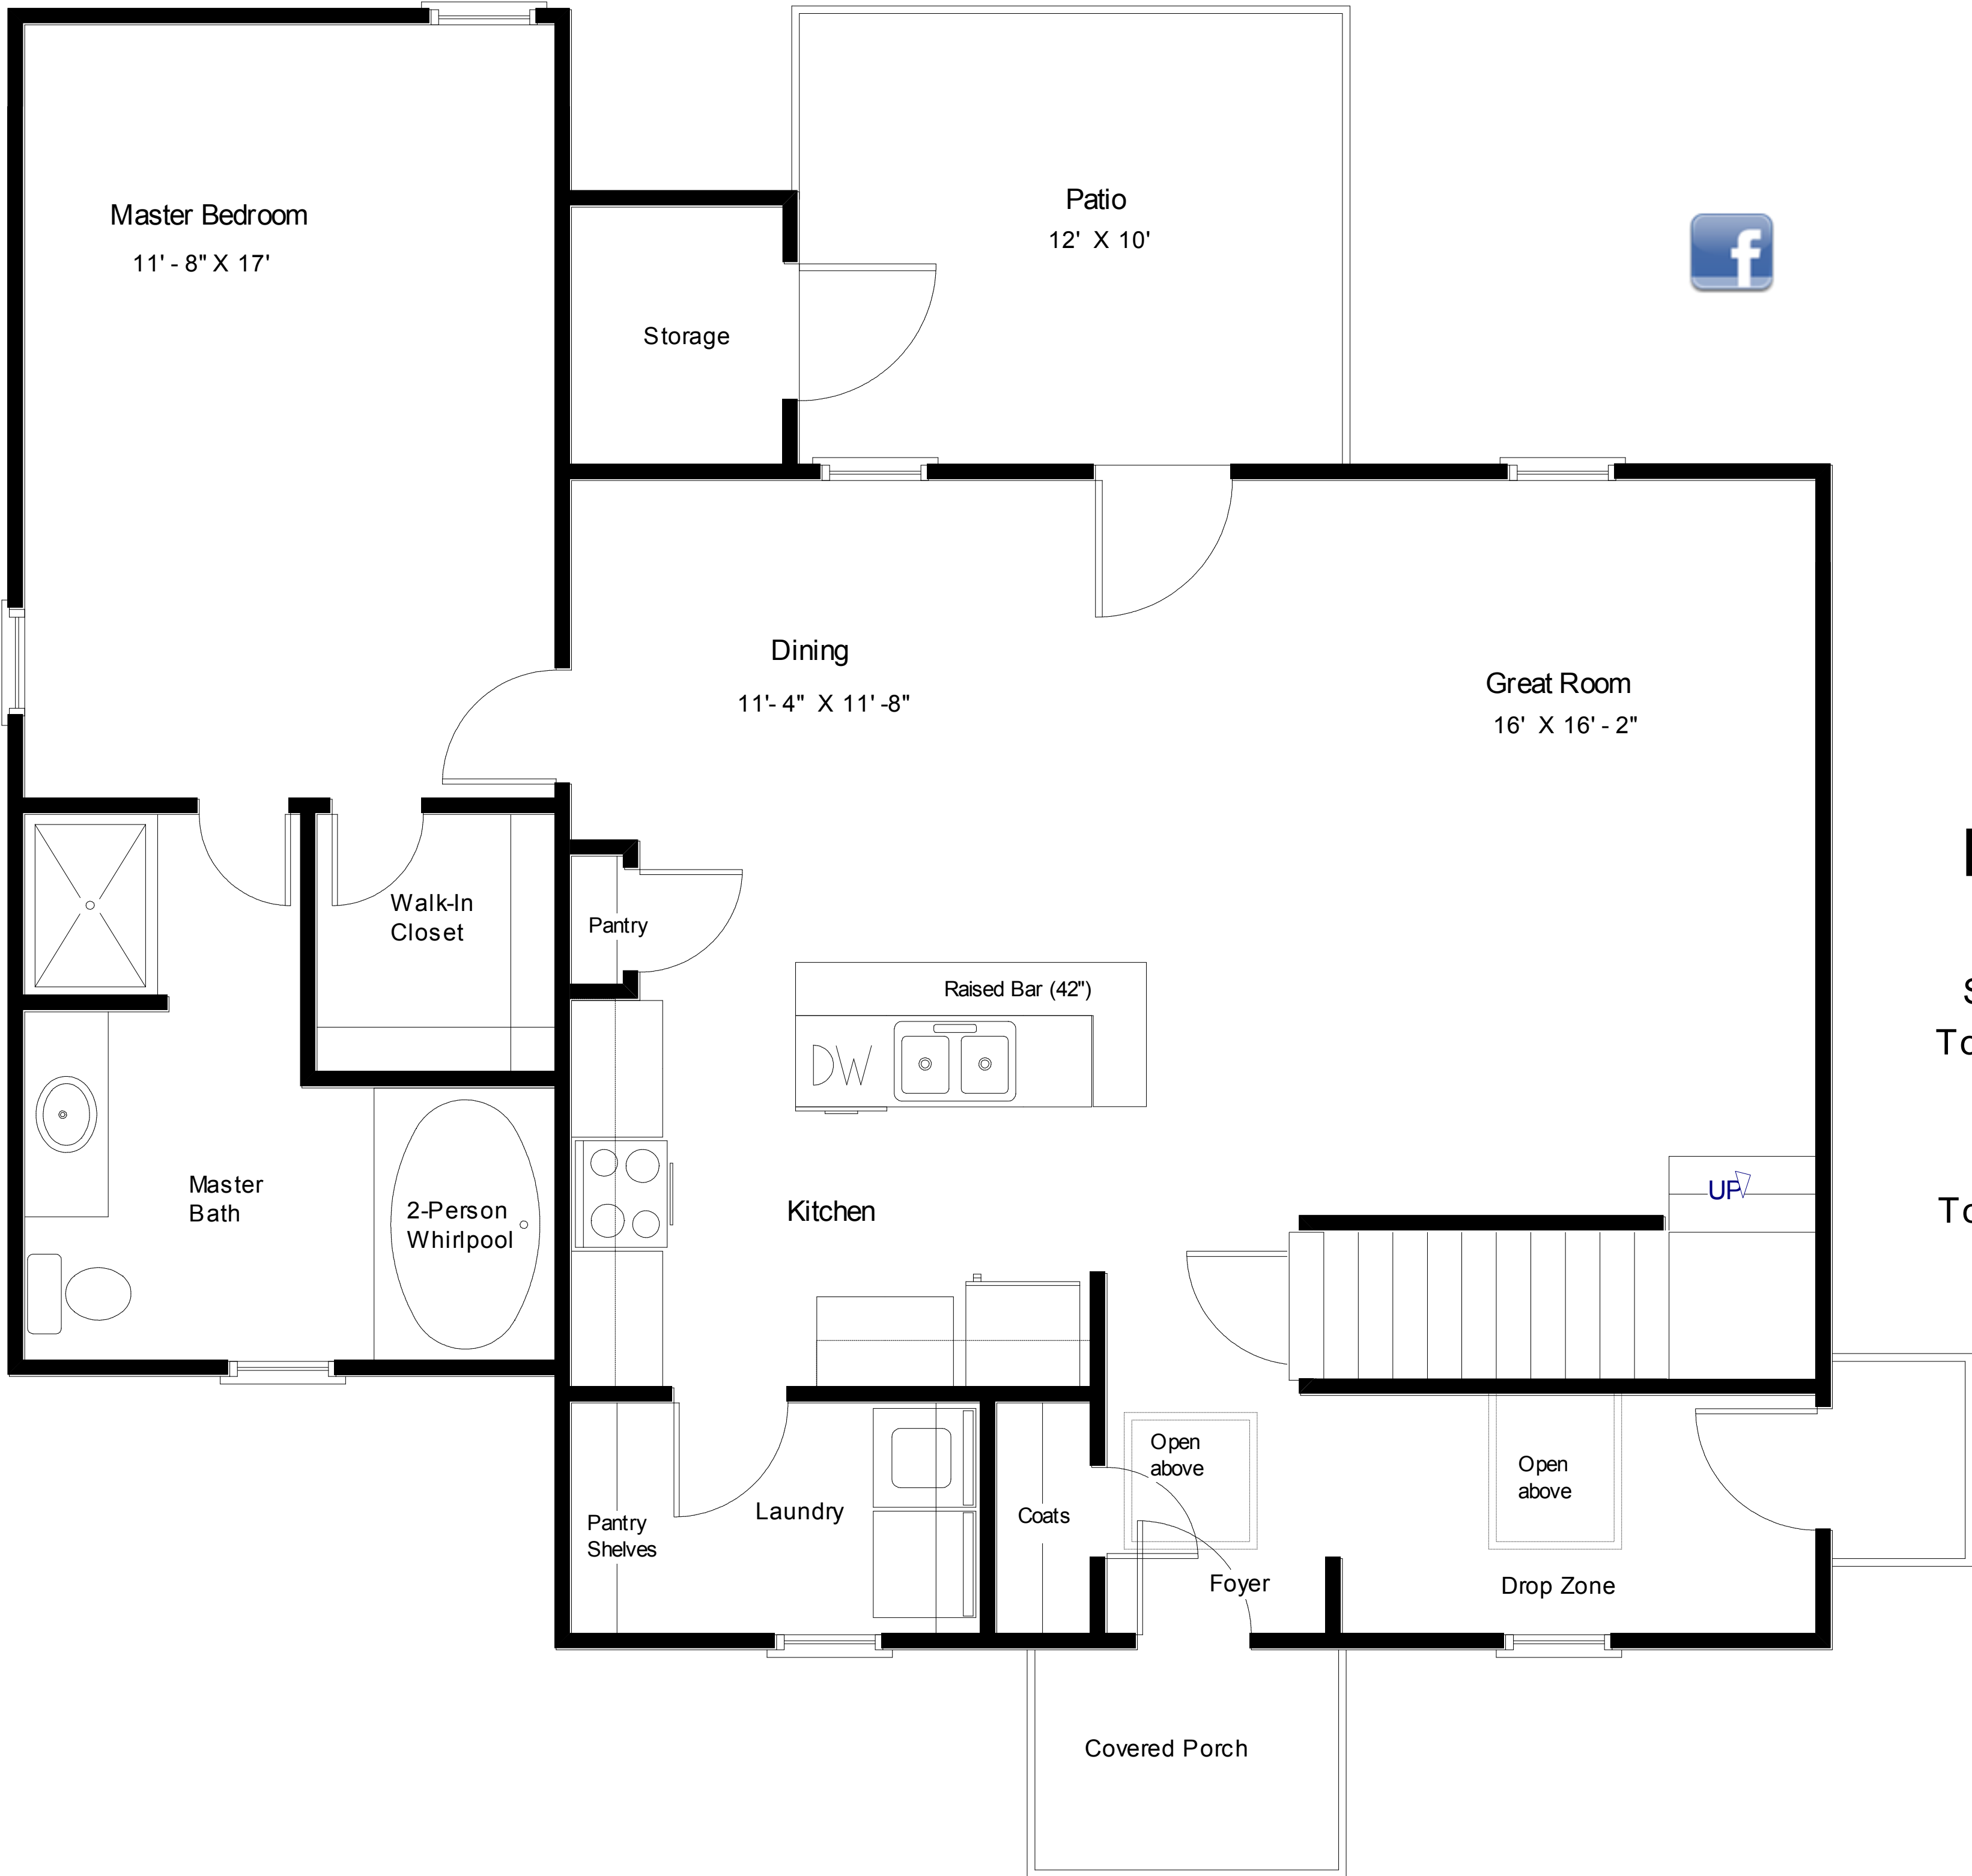 Master Bedroom
11' - 8" X 17'
Patio
12' X 10'
f
Storage
Dining
11'- 4" X 11' -8"
Great Room
16' X 16' - 2"
Walk-In
Closet
Pantry
Raised Bar (42")
DW
Master
Bath
2-Person
Whirlpool
Kitchen
UP
Open
above
Open
above
Laundry
Pantry
Shelves
Coats
Foyer
Drop Zone
Covered Porch